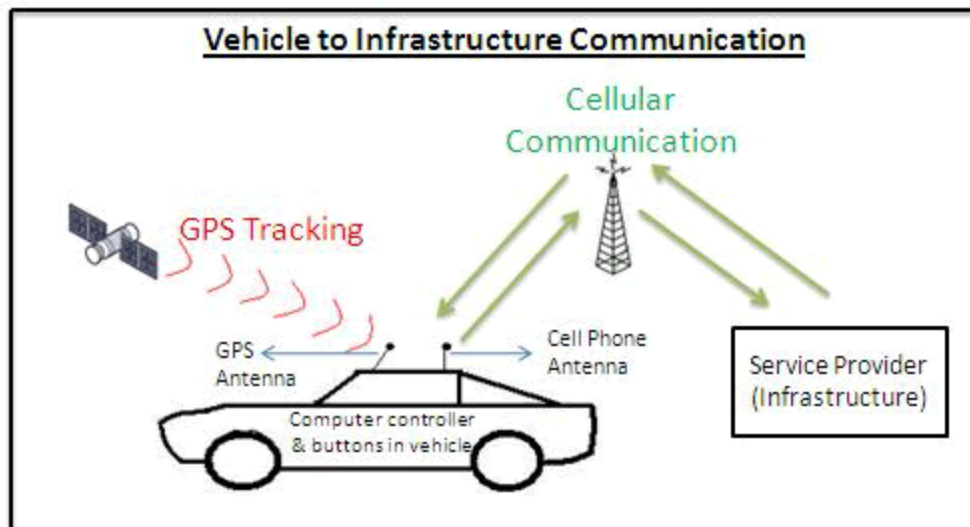 Vehicle to Infrastructure Communication
Cellular
Communication
GPS Tracking
GPS
Antenna
Cell Phone
Antenna
Service Provider
(Infrastructure)
Computer controller
& buttons in vehicle